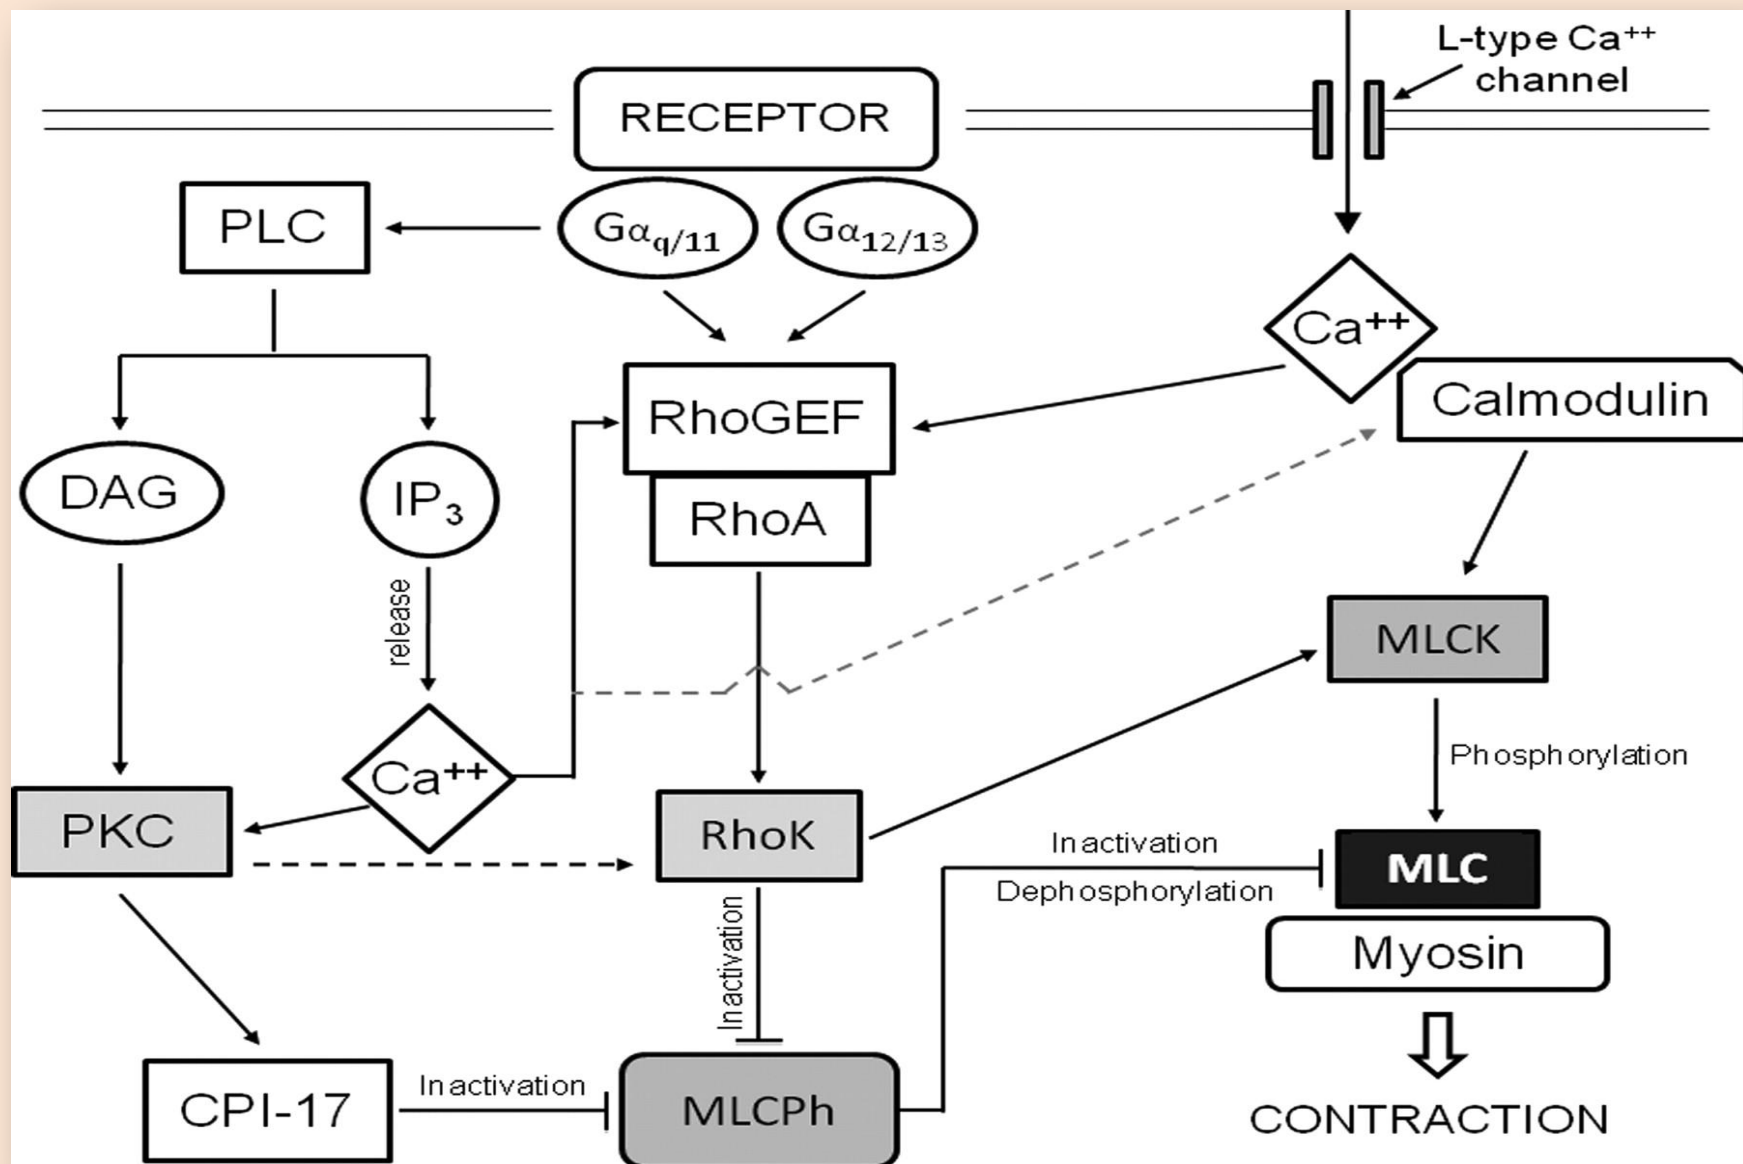 L-type Ca⁺⁺
channel
RECEPTOR
PLC
Gαq/11
Gα12/13
Ca⁺⁺
Calmodulin
RhoGEF
RhoA
DAG
IP₃
release
MLCK
Ca⁺⁺
Phosphorylation
PKC
RhoK
Inactivation
Dephosphorylation
MLC
Myosin
Inactivation
CPI-17
Inactivation
MLCPh
CONTRACTION